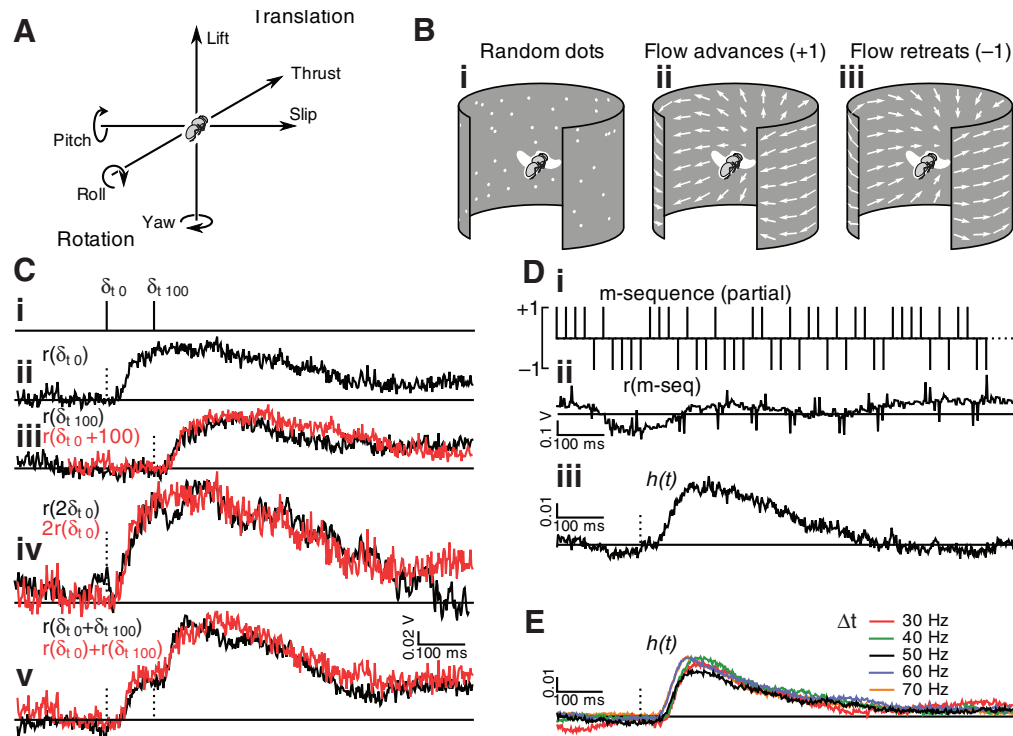 A
Translation
Lift
Thrust
Slip
Pitch
Roll
Yaw
Rotation
B
Random dots
i
Flow advances (+1)
ii
Flow retreats (–1)
iii
C
δt 0
δt 100
i
r(δt 0)
ii
r(δt 100)
iii
r(δt 0 +100)
r(2δt 0)
2r(δt 0)
iv
r(δt 0+δt 100)
r(δt 0)+r(δt 100)
v
0.02 V
100 ms
D
i
m-sequence (partial)
+1
–1
ii
r(m-seq)
0.1 V
100 ms
iii
h(t)
0.01
100 ms
E
h(t)
Δt
30 Hz
40 Hz
50 Hz
60 Hz
70 Hz
0.01
100 ms